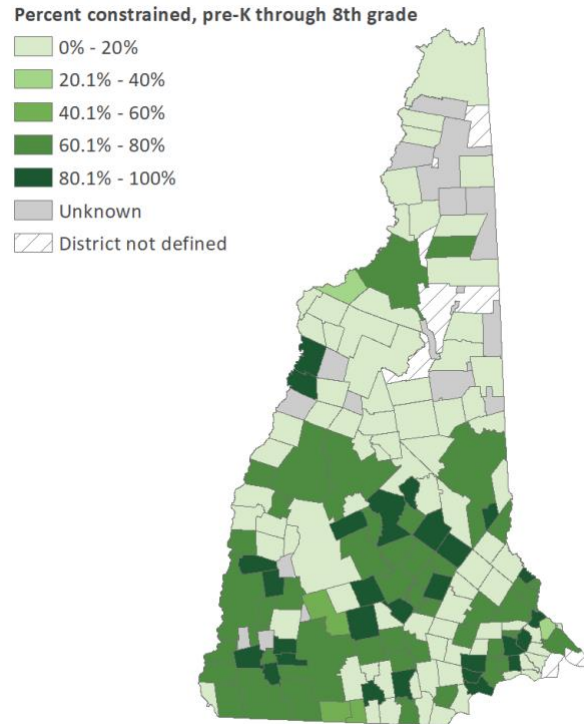 Percent constrained, pre-K through 8th grade
0% - 20%
20.1% - 40%
40.1% - 60%
60.1% - 80%
80.1% - 100%
Unknown
District not defined